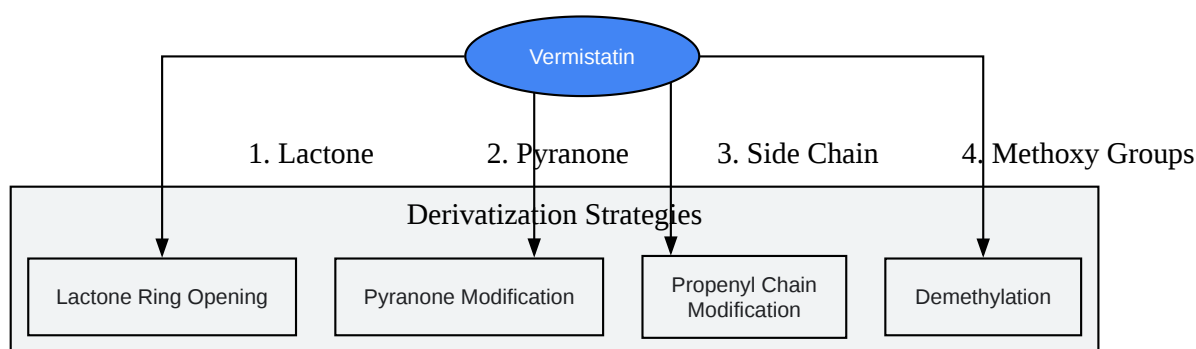 Vermistatin
1. Lactone
2. Pyranone
3. Side Chain
4. Methoxy Groups
Derivatization Strategies
Lactone Ring Opening
Pyranone Modification
Propenyl Chain
Modification
Demethylation